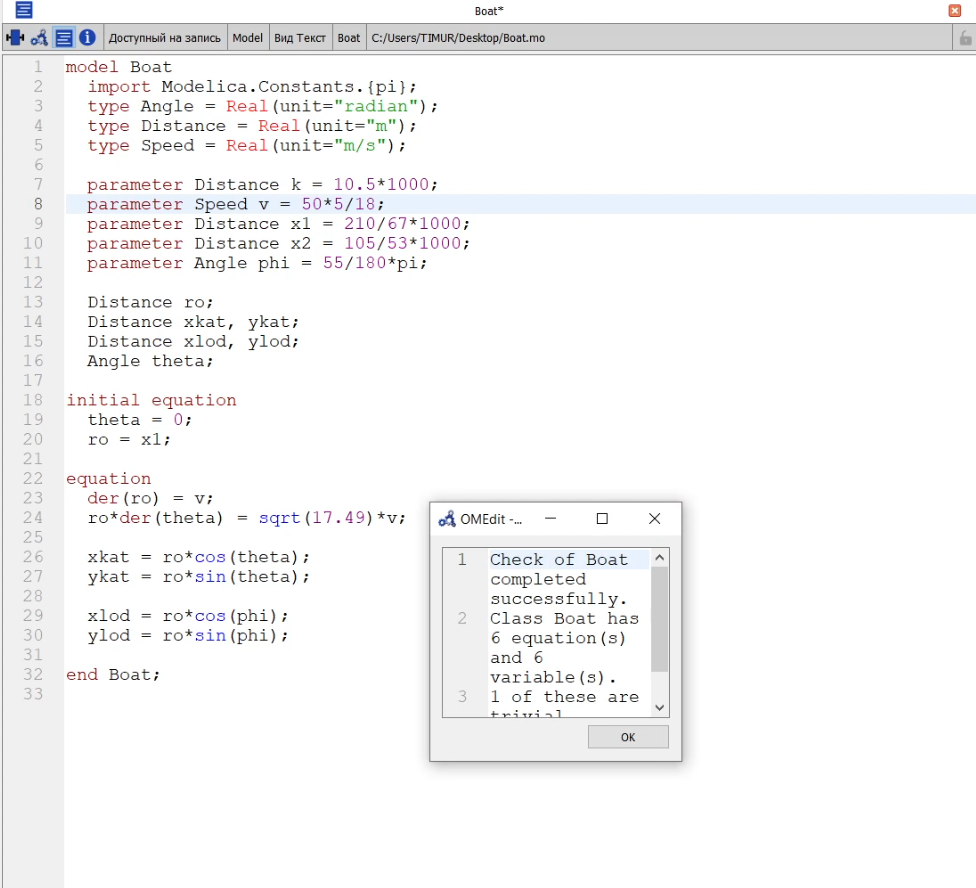 Boat*
Доступный на запись Model Вид Текст Boat C:/Users/TIMUR/Desktop/Boat.mo
1 model Boat
2 import Modelica.Constants.{pi};
3 type Angle = Real(unit="radian");
4 type Distance = Real(unit="m");
5 type Speed = Real(unit="m/s");
6
7 parameter Distance k = 10.5*1000;
8 parameter Speed v = 50*5/18;
9 parameter Distance x1 = 210/67*1000;
10 parameter Distance x2 = 105/53*1000;
11 parameter Angle phi = 55/180*pi;
12
13 Distance ro;
14 Distance xkat, ykat;
15 Distance xlod, ylod;
16 Angle theta;
17
18 initial equation
19 theta = 0;
20 ro = x1;
21
22 equation
23 der(ro) = v;
24 ro*der(theta) = sqrt(17.49)*v;
25
26 xkat = ro*cos(theta);
27 ykat = ro*sin(theta);
28
29 xlod = ro*cos(phi);
30 ylod = ro*sin(phi);
31
32 end Boat;
33
OMEdit -...
1 Check of Boat
completed
successfully.
2 Class Boat has
6 equation(s)
and 6
variable(s).
3 1 of these are
trivial
OK